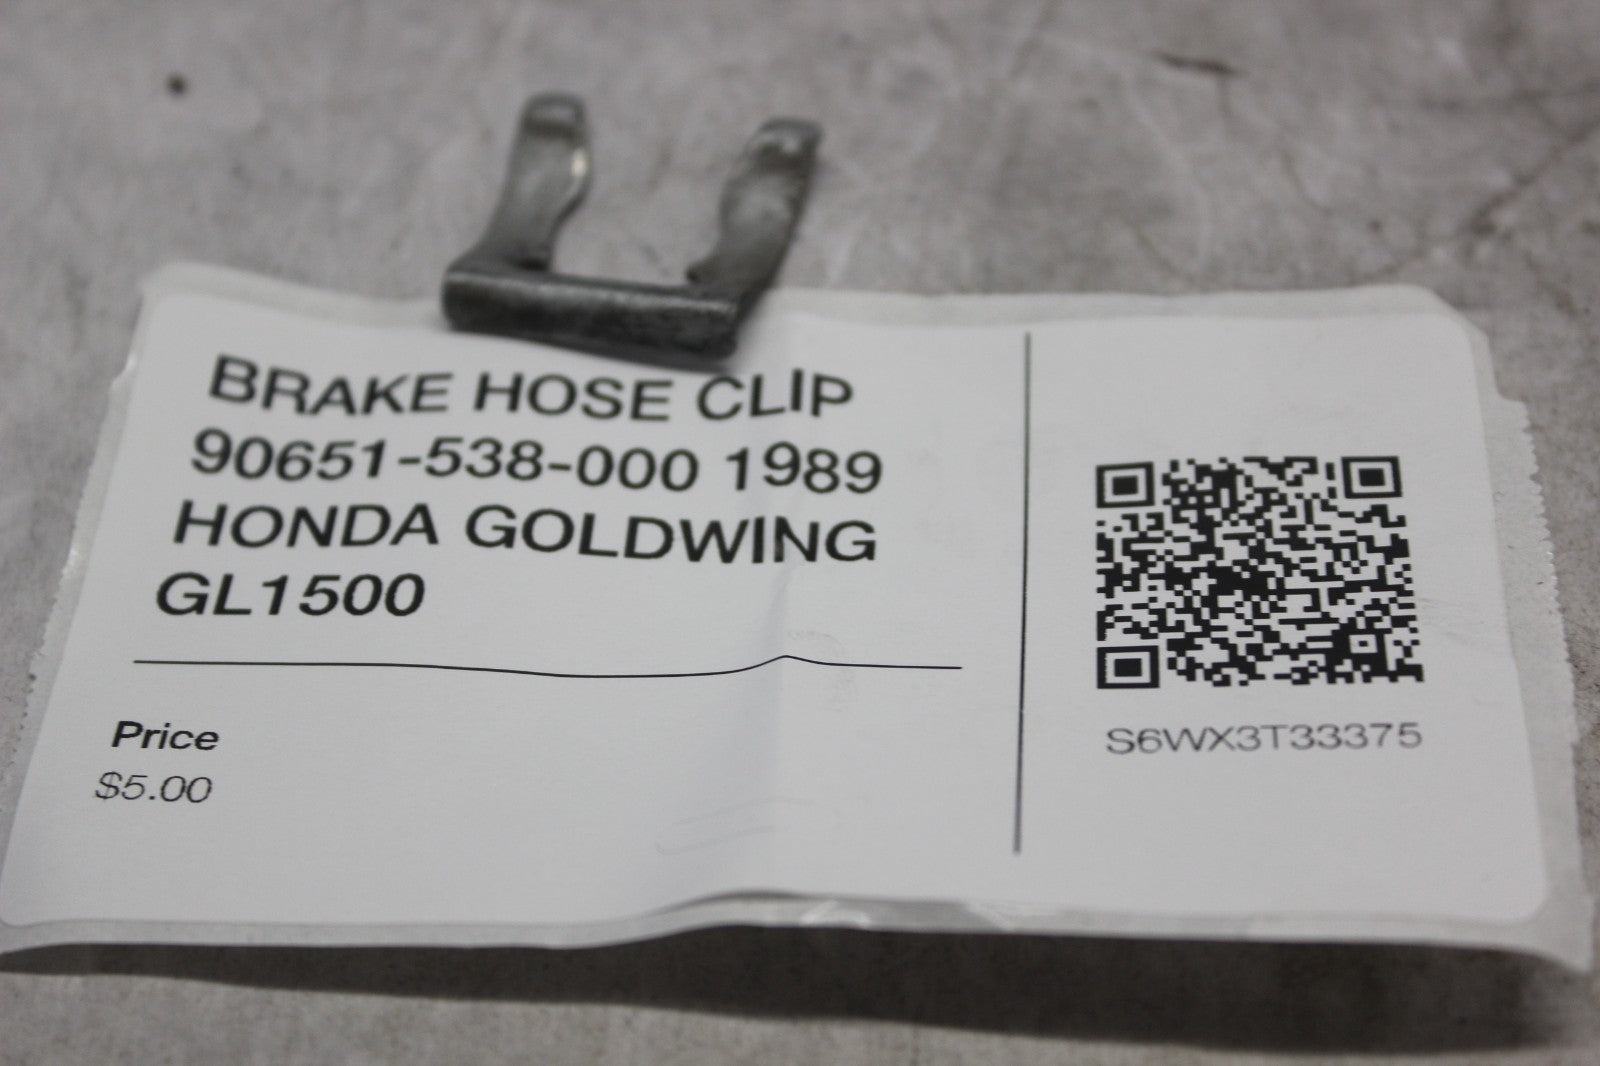 BRAKE HOSE CLIP
90651-538-000 1989
HONDA GOLDWING
GL1500
Price
$5.00
S6WX3T33375